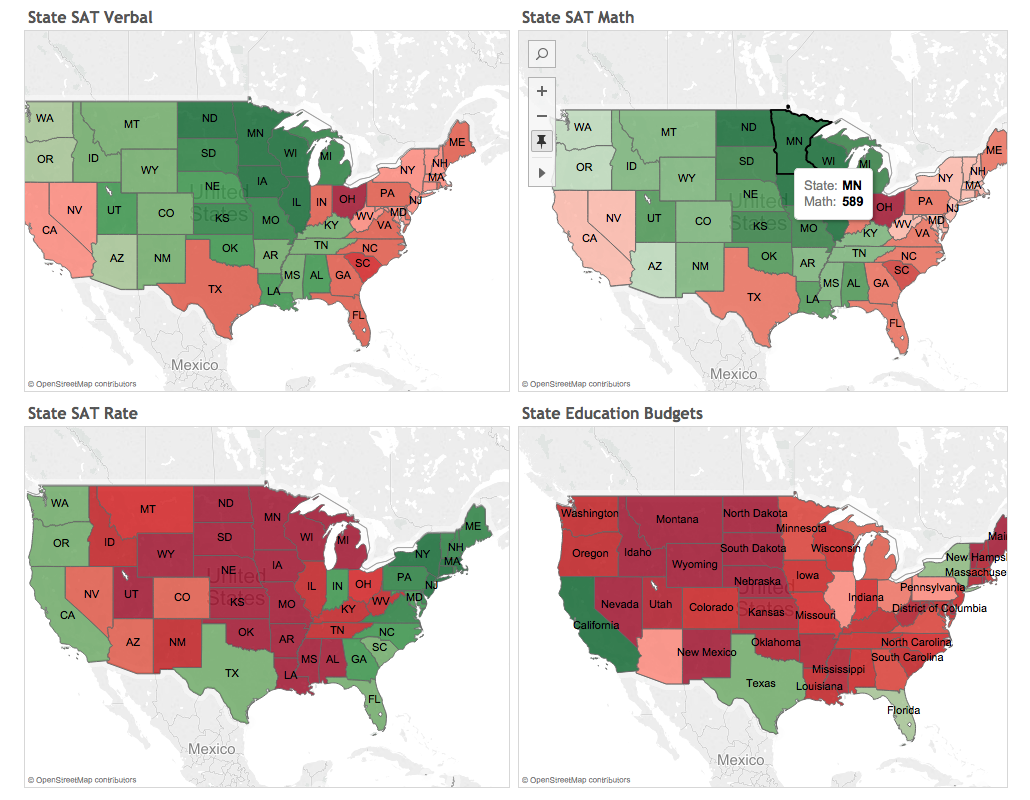 State SAT Verbal
WA
MT
ND
MN
ME
OR
ID
SD
WI
MI
NH
NY
MA
WY
IA
NE
PA
NJ
NV
UT
CO
United
States
KS
MO
IL
IN
OH
MD
WV
VA
CA
KY
AZ
NM
OK
AR
TN
NC
SC
MS
AL
GA
TX
LA
FL
Mexico
© OpenStreetMap contributors
State SAT Math
WA
MT
ND
MN
ME
OR
ID
SD
WI
MI
NH
NY
MA
WY
State: MN
Math: 589
NE
United
States
PA
NJ
OH
NV
UT
CO
KS
MO
MD
WV
VA
CA
KY
AZ
NM
OK
AR
TN
NC
SC
MS
AL
GA
TX
LA
FL
Mexico
© OpenStreetMap contributors
State SAT Rate
WA
MT
ND
MN
ME
OR
ID
SD
WI
MI
NY
NH
MA
WY
IA
NE
United
States
PA
NJ
NV
UT
CO
KS
MO
IL
IN
OH
MD
WV
CA
KY
AZ
NM
OK
AR
TN
NC
SC
MS
AL
GA
TX
LA
FL
Mexico
© OpenStreetMap contributors
State Education Budgets
Washington
Montana
North Dakota
Minnesota
Mai
Oregon
Idaho
South Dakota
Wisconsin
New Hamps
Massachuse
Wyoming
Nebraska
Iowa
Pennsylvania
United
States
Nevada
Utah
Colorado
Kansas
Missouri
Indiana
District of Columbia
California
New Mexico
Oklahoma
North Carolina
South Carolina
Mississippi
Texas
Louisiana
Florida
Mexico
© OpenStreetMap contributors